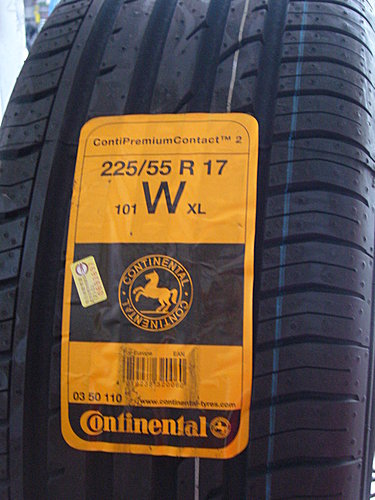 ContiPremiumContact™ 2
225/55 R 17
101 W XL
CONTINENTAL
CONTINENTAL
EAN
03 50 110
www.continental-tyres.com
Continental